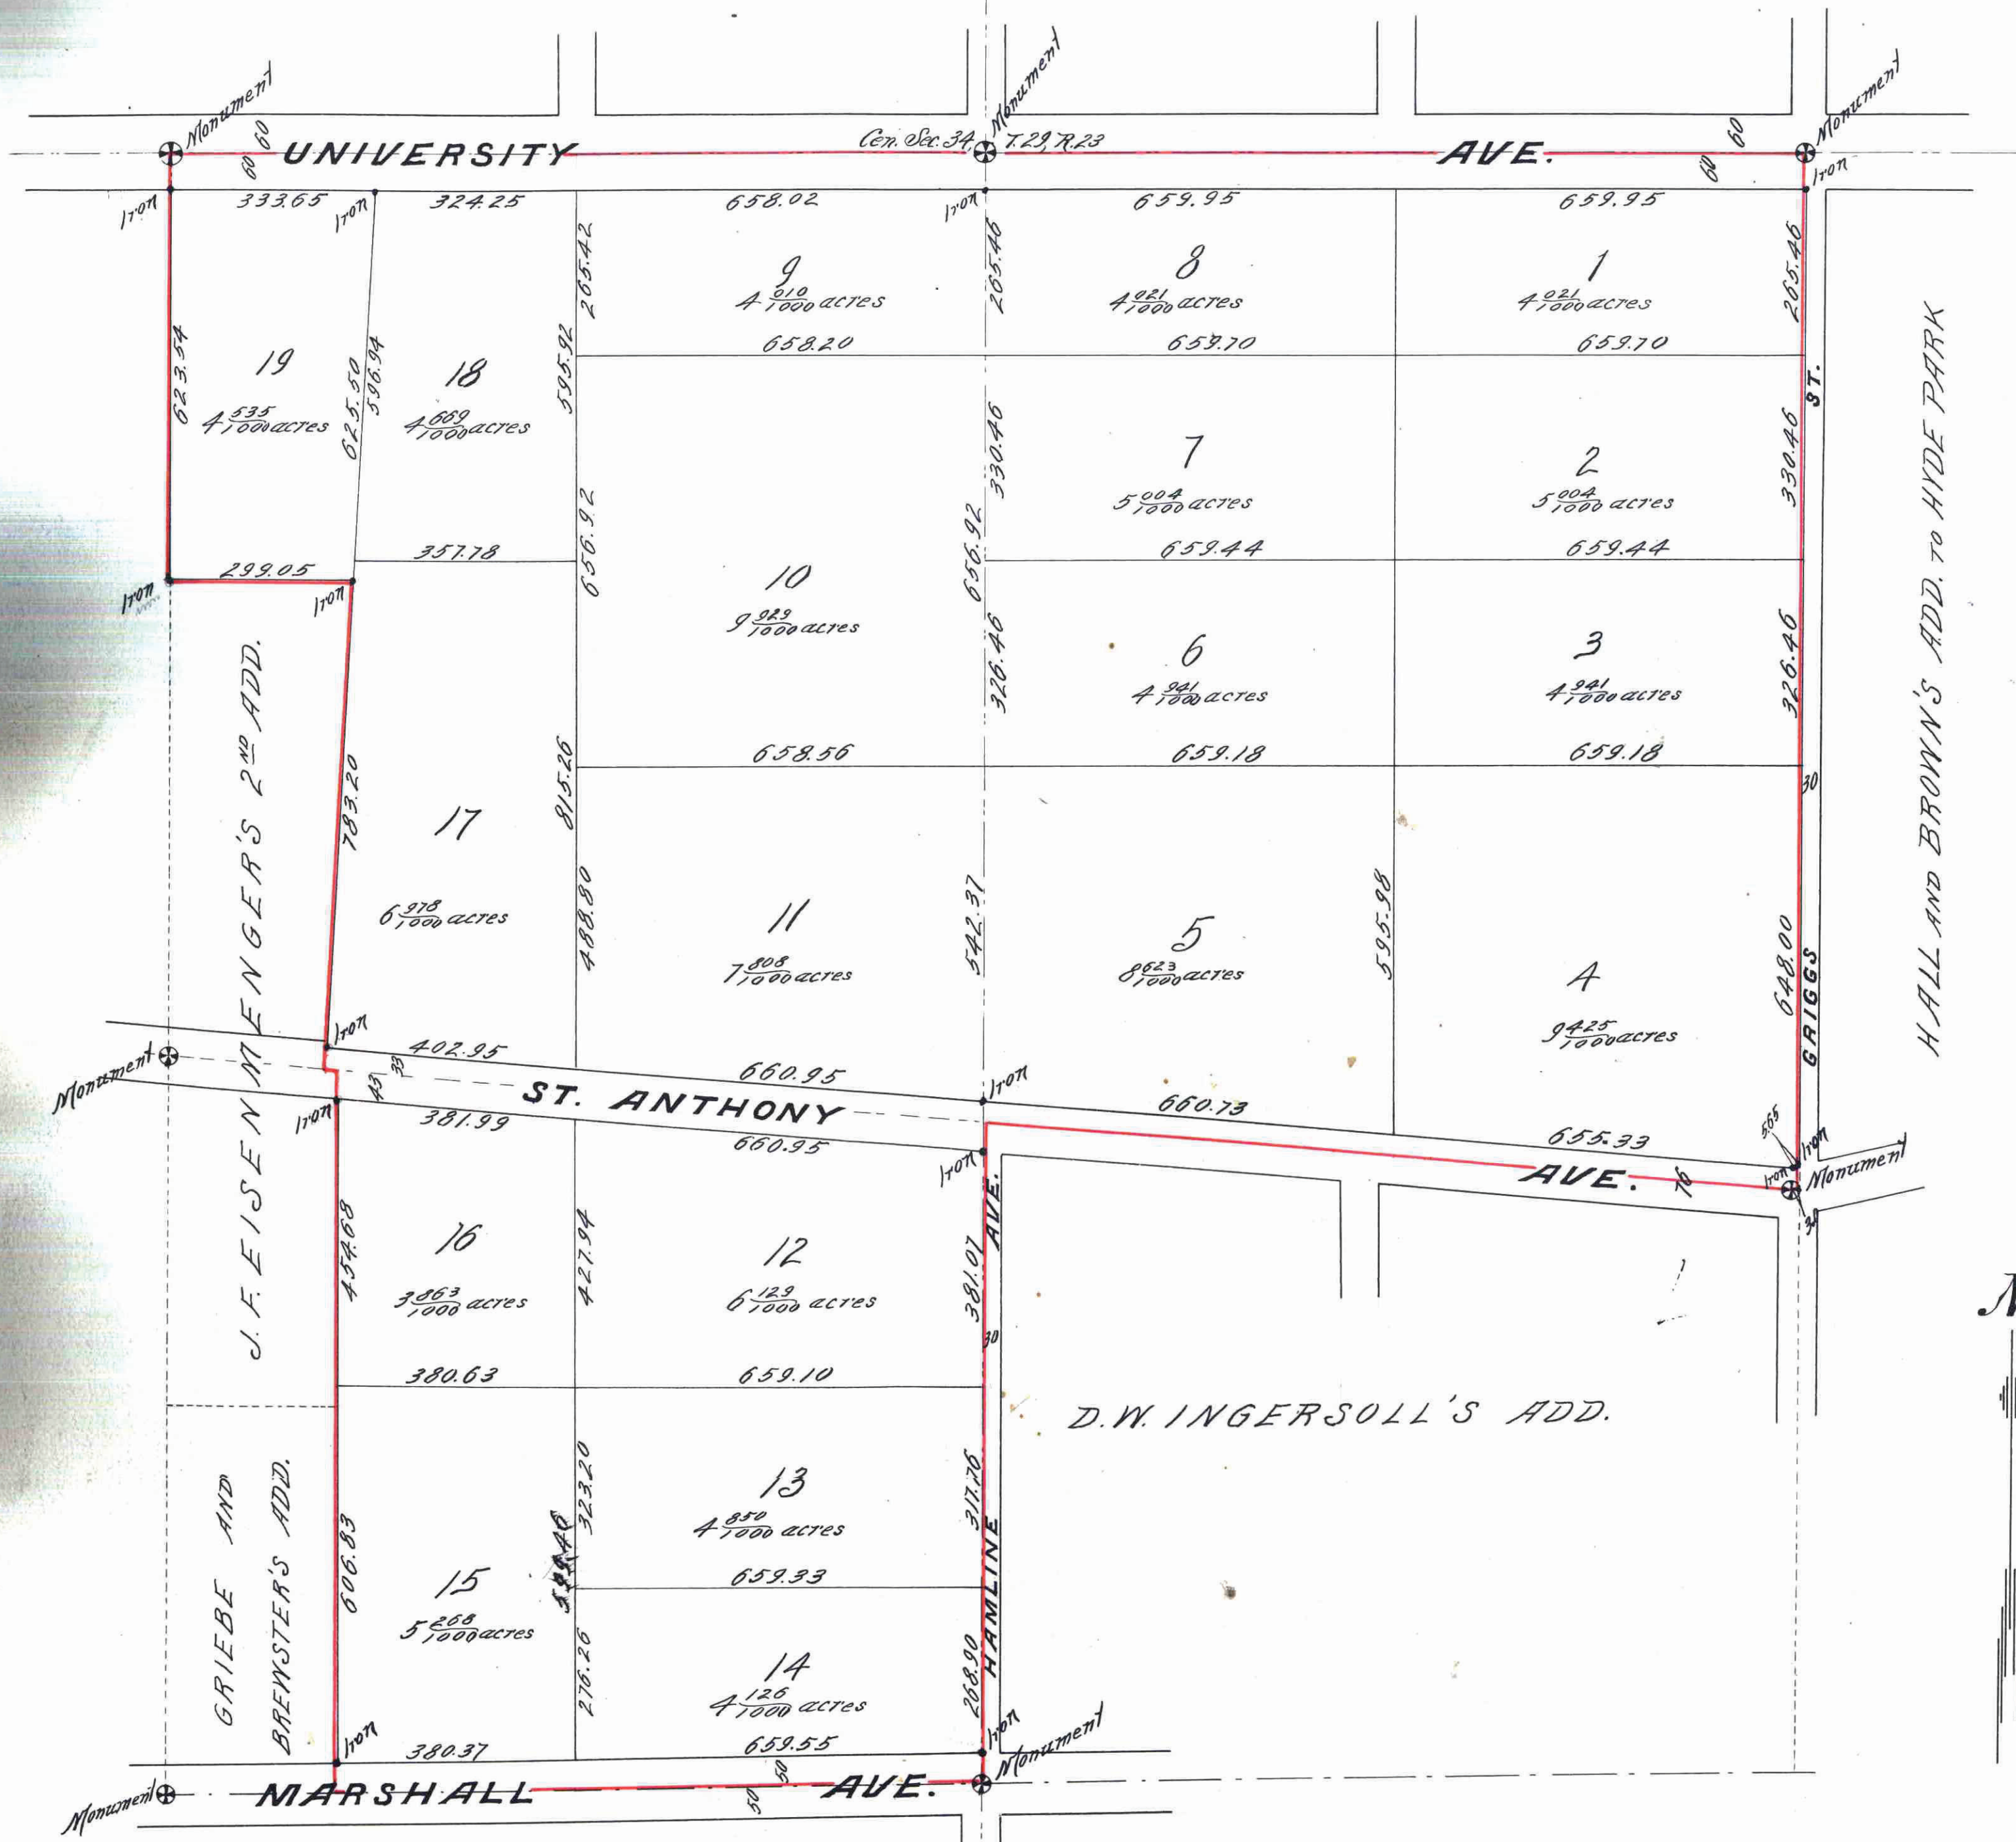 Monument
Monument
Monument
60 60
UNIVERSITY
Cen. Sec. 34, T.29, R.23
AVE.
60 60
Iron
333.65
Iron
324.25
658.02
Iron
659.95
659.95
Iron
623.54
19
4 535/1000 acres
625.50
596.94
18
4 669/1000 acres
595.92
265.42
9
4 010/1000 acres
265.46
8
4 021/1000 acres
1
4 021/1000 acres
265.46
658.20
659.70
659.70
ST.
357.78
656.92
10
9 929/1000 acres
656.92
330.46
7
5 004/1000 acres
2
5 004/1000 acres
330.46
659.44
659.44
299.05
Iron
Iron
326.46
6
4 941/1000 acres
3
4 941/1000 acres
326.46
658.56
659.18
659.18
30
HALL AND BROWN'S ADD. TO HYDE PARK
J. F. EISENMENGER'S 2ND ADD.
783.20
17
6 978/1000 acres
815.26
488.80
11
7 808/1000 acres
542.37
5
8 623/1000 acres
595.98
4
9 425/1000 acres
648.00
GRIGGS
Iron
402.95
660.95
Iron
660.73
655.33
5.65
Iron
Iron
Monument
Monument
43 33
ST. ANTHONY
AVE.
76
30
Iron
381.99
660.95
Iron
454.68
16
3 863/1000 acres
427.94
12
6 129/1000 acres
381.07
AVE.
30
380.63
659.10
D.W. INGERSOLL'S ADD.
N
GRIEBE AND
BREWSTER'S ADD.
606.83
15
5 268/1000 acres
323.20
13
4 850/1000 acres
317.76
HAMLINE
659.33
276.26
14
4 126/1000 acres
268.90
Iron
380.37
659.55
Iron
Monument
Monument
MARSHALL
50 50
AVE.